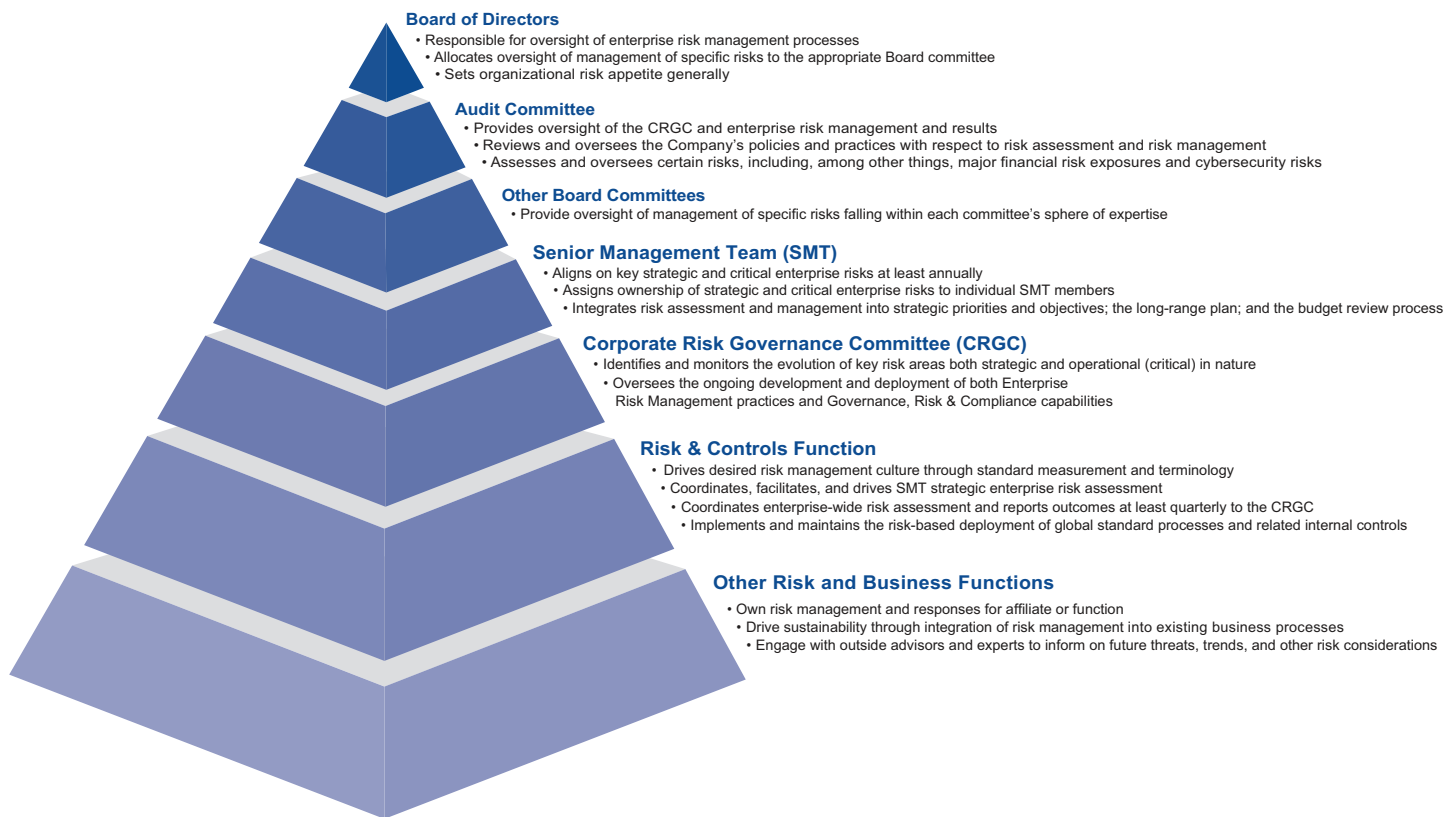 Board of Directors
• Responsible for oversight of enterprise risk management processes
• Allocates oversight of management of specific risks to the appropriate Board committee
• Sets organizational risk appetite generally
Audit Committee
• Provides oversight of the CRGC and enterprise risk management and results
• Reviews and oversees the Company’s policies and practices with respect to risk assessment and risk management
• Assesses and oversees certain risks, including, among other things, major financial risk exposures and cybersecurity risks
Other Board Committees
• Provide oversight of management of specific risks falling within each committee’s sphere of expertise
Senior Management Team (SMT)
• Aligns on key strategic and critical enterprise risks at least annually
• Assigns ownership of strategic and critical enterprise risks to individual SMT members
• Integrates risk assessment and management into strategic priorities and objectives; the long-range plan; and the budget review process
Corporate Risk Governance Committee (CRGC)
• Identifies and monitors the evolution of key risk areas both strategic and operational (critical) in nature
• Oversees the ongoing development and deployment of both Enterprise
Risk Management practices and Governance, Risk & Compliance capabilities
Risk & Controls Function
• Drives desired risk management culture through standard measurement and terminology
• Coordinates, facilitates, and drives SMT strategic enterprise risk assessment
• Coordinates enterprise-wide risk assessment and reports outcomes at least quarterly to the CRGC
• Implements and maintains the risk-based deployment of global standard processes and related internal controls
Other Risk and Business Functions
• Own risk management and responses for affiliate or function
• Drive sustainability through integration of risk management into existing business processes
• Engage with outside advisors and experts to inform on future threats, trends, and other risk considerations